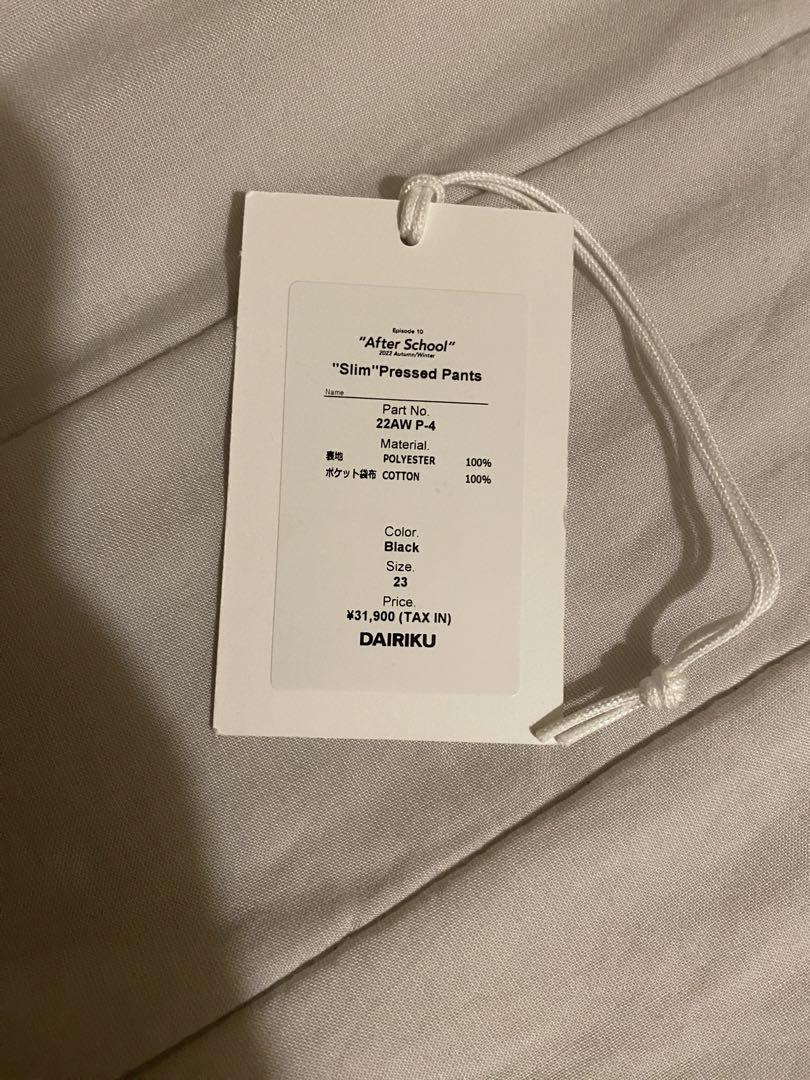 Episode 10
"After School"
2022 Autumn/Winter
"Slim"Pressed Pants
Name
Part No.
22AW P-4
Material.
表地 POLYESTER 100%
ポケット袋布 COTTON 100%
Color.
Black
Size.
23
Price.
¥31,900 (TAX IN)
DAIRIKU